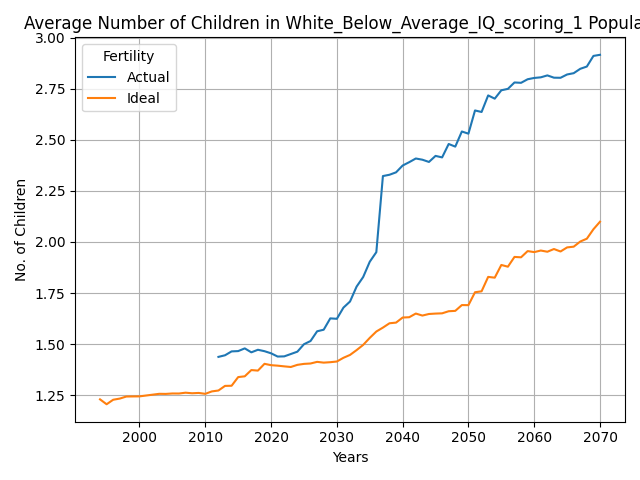 Average Number of Children in White_Below_Average_IQ_scoring_1 Popula
3.00
2.75
2.50
2.25
2.00
1.75
1.50
1.25
No. of Children
Fertility
Actual
Ideal
2000 2010 2020 2030 2040 2050 2060 2070
Years